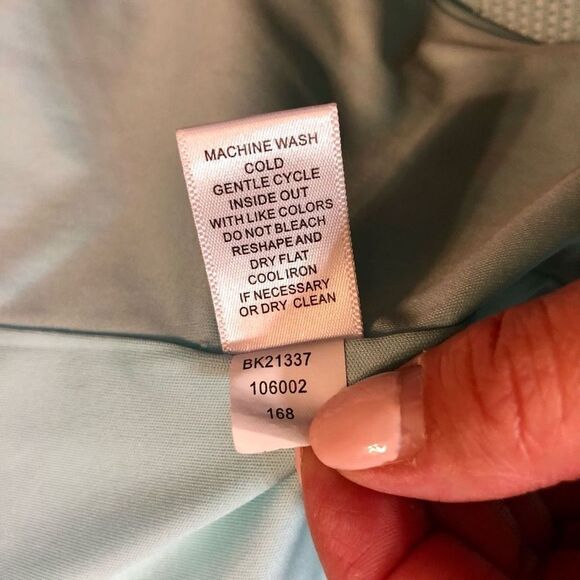 MACHINE WASH
COLD
GENTLE CYCLE
INSIDE OUT
WITH LIKE COLORS
DO NOT BLEACH
RESHAPE AND
DRY FLAT
COOL IRON
IF NECESSARY
OR DRY CLEAN
BK21337
106002
168